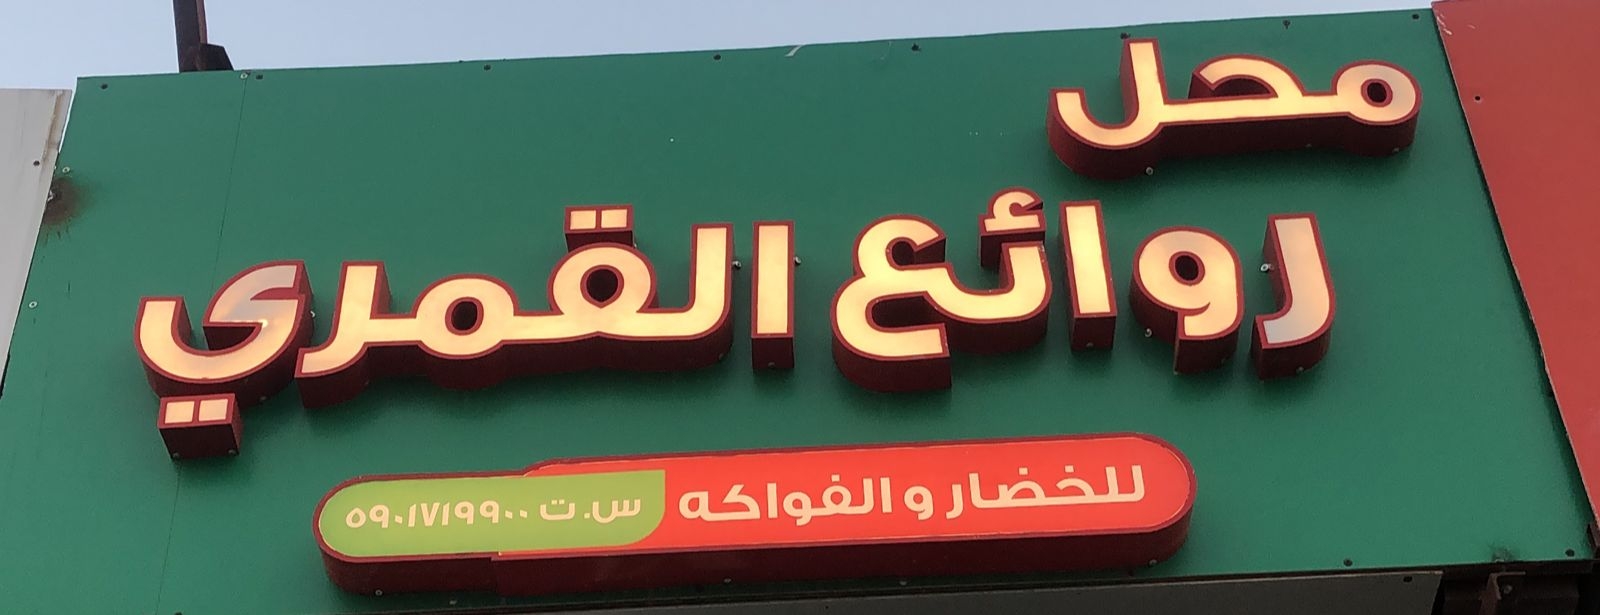 محل
روائع القمري
للخضار و الفواكه س.ت ٥٩٠١٧١٩٩٠٠